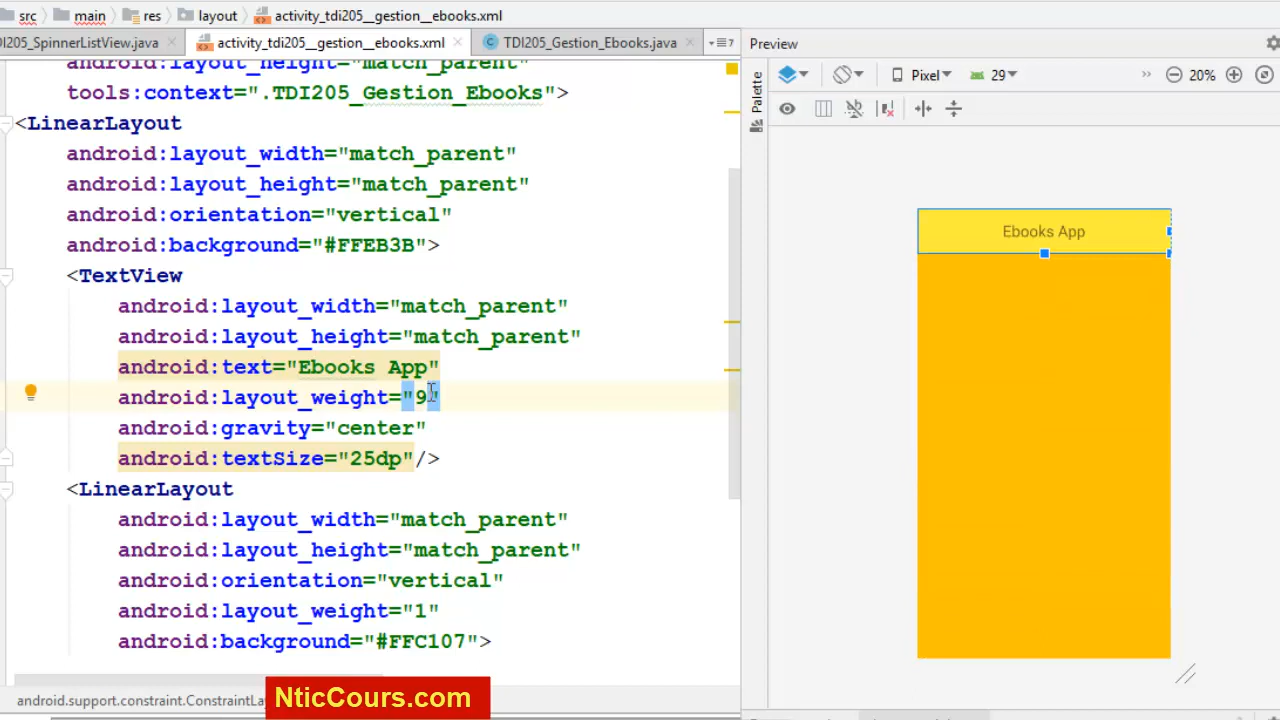 src main res layout activity_tdi205__gestion__ebooks.xml
DI205_SpinnerListView.java activity_tdi205__gestion__ebooks.xml TDI205_Gestion_Ebooks.java 7 Preview
android:layout_height="match_parent"
tools:context=".TDI205_Gestion_Ebooks">
<LinearLayout
android:layout_width="match_parent"
android:layout_height="match_parent"
android:orientation="vertical"
android:background="#FFEB3B">
<TextView
android:layout_width="match_parent"
android:layout_height="match_parent"
android:text="Ebooks App"
android:layout_weight="9"
android:gravity="center"
android:textSize="25dp"/>
<LinearLayout
android:layout_width="match_parent"
android:layout_height="match_parent"
android:orientation="vertical"
android:layout_weight="1"
android:background="#FFC107">
android.support.constraint.ConstraintLa
NticCours.com
Palette
Pixel 29 20%
Ebooks App